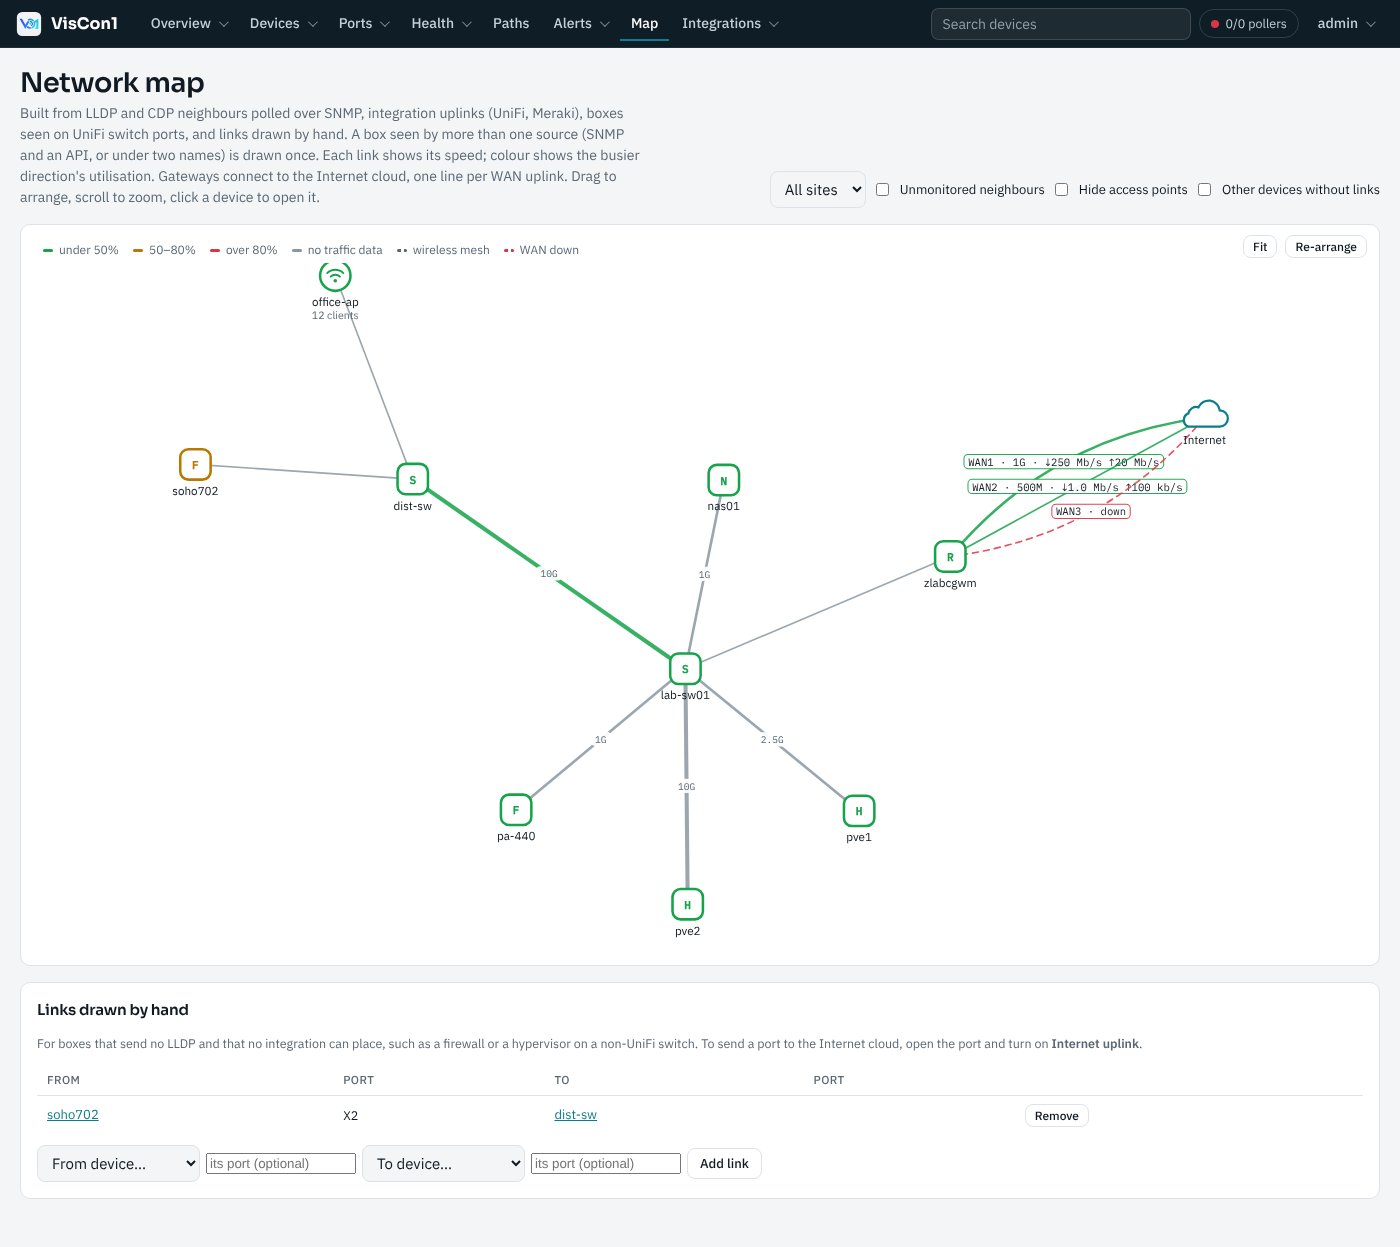 VisCon1
Overview
Devices
Ports
Health
Paths
Alerts
Map
Integrations
Search devices
0/0 pollers
admin
Network map
Built from LLDP and CDP neighbours polled over SNMP, integration uplinks (UniFi, Meraki), boxes
seen on UniFi switch ports, and links drawn by hand. A box seen by more than one source (SNMP
and an API, or under two names) is drawn once. Each link shows its speed; colour shows the busier
direction's utilisation. Gateways connect to the Internet cloud, one line per WAN uplink. Drag to
arrange, scroll to zoom, click a device to open it.
All sites
Unmonitored neighbours
Hide access points
Other devices without links
under 50%
50–80%
over 80%
no traffic data
wireless mesh
WAN down
Fit
Re-arrange
office-ap
12 clients
Internet
F
soho702
S
dist-sw
N
nas01
WAN1 · 1G · ↓250 Mb/s ↑20 Mb/s
WAN2 · 500M · ↓1.0 Mb/s ↑100 kb/s
WAN3 · down
R
zlabcgwm
10G
1G
S
lab-sw01
1G
2.5G
10G
F
pa-440
H
pve1
H
pve2
Links drawn by hand
For boxes that send no LLDP and that no integration can place, such as a firewall or a hypervisor on a non-UniFi switch. To send a port to the Internet cloud, open the port and turn on Internet uplink.
FROM PORT TO PORT
soho702 X2 dist-sw Remove
From device... its port (optional) To device... its port (optional) Add link